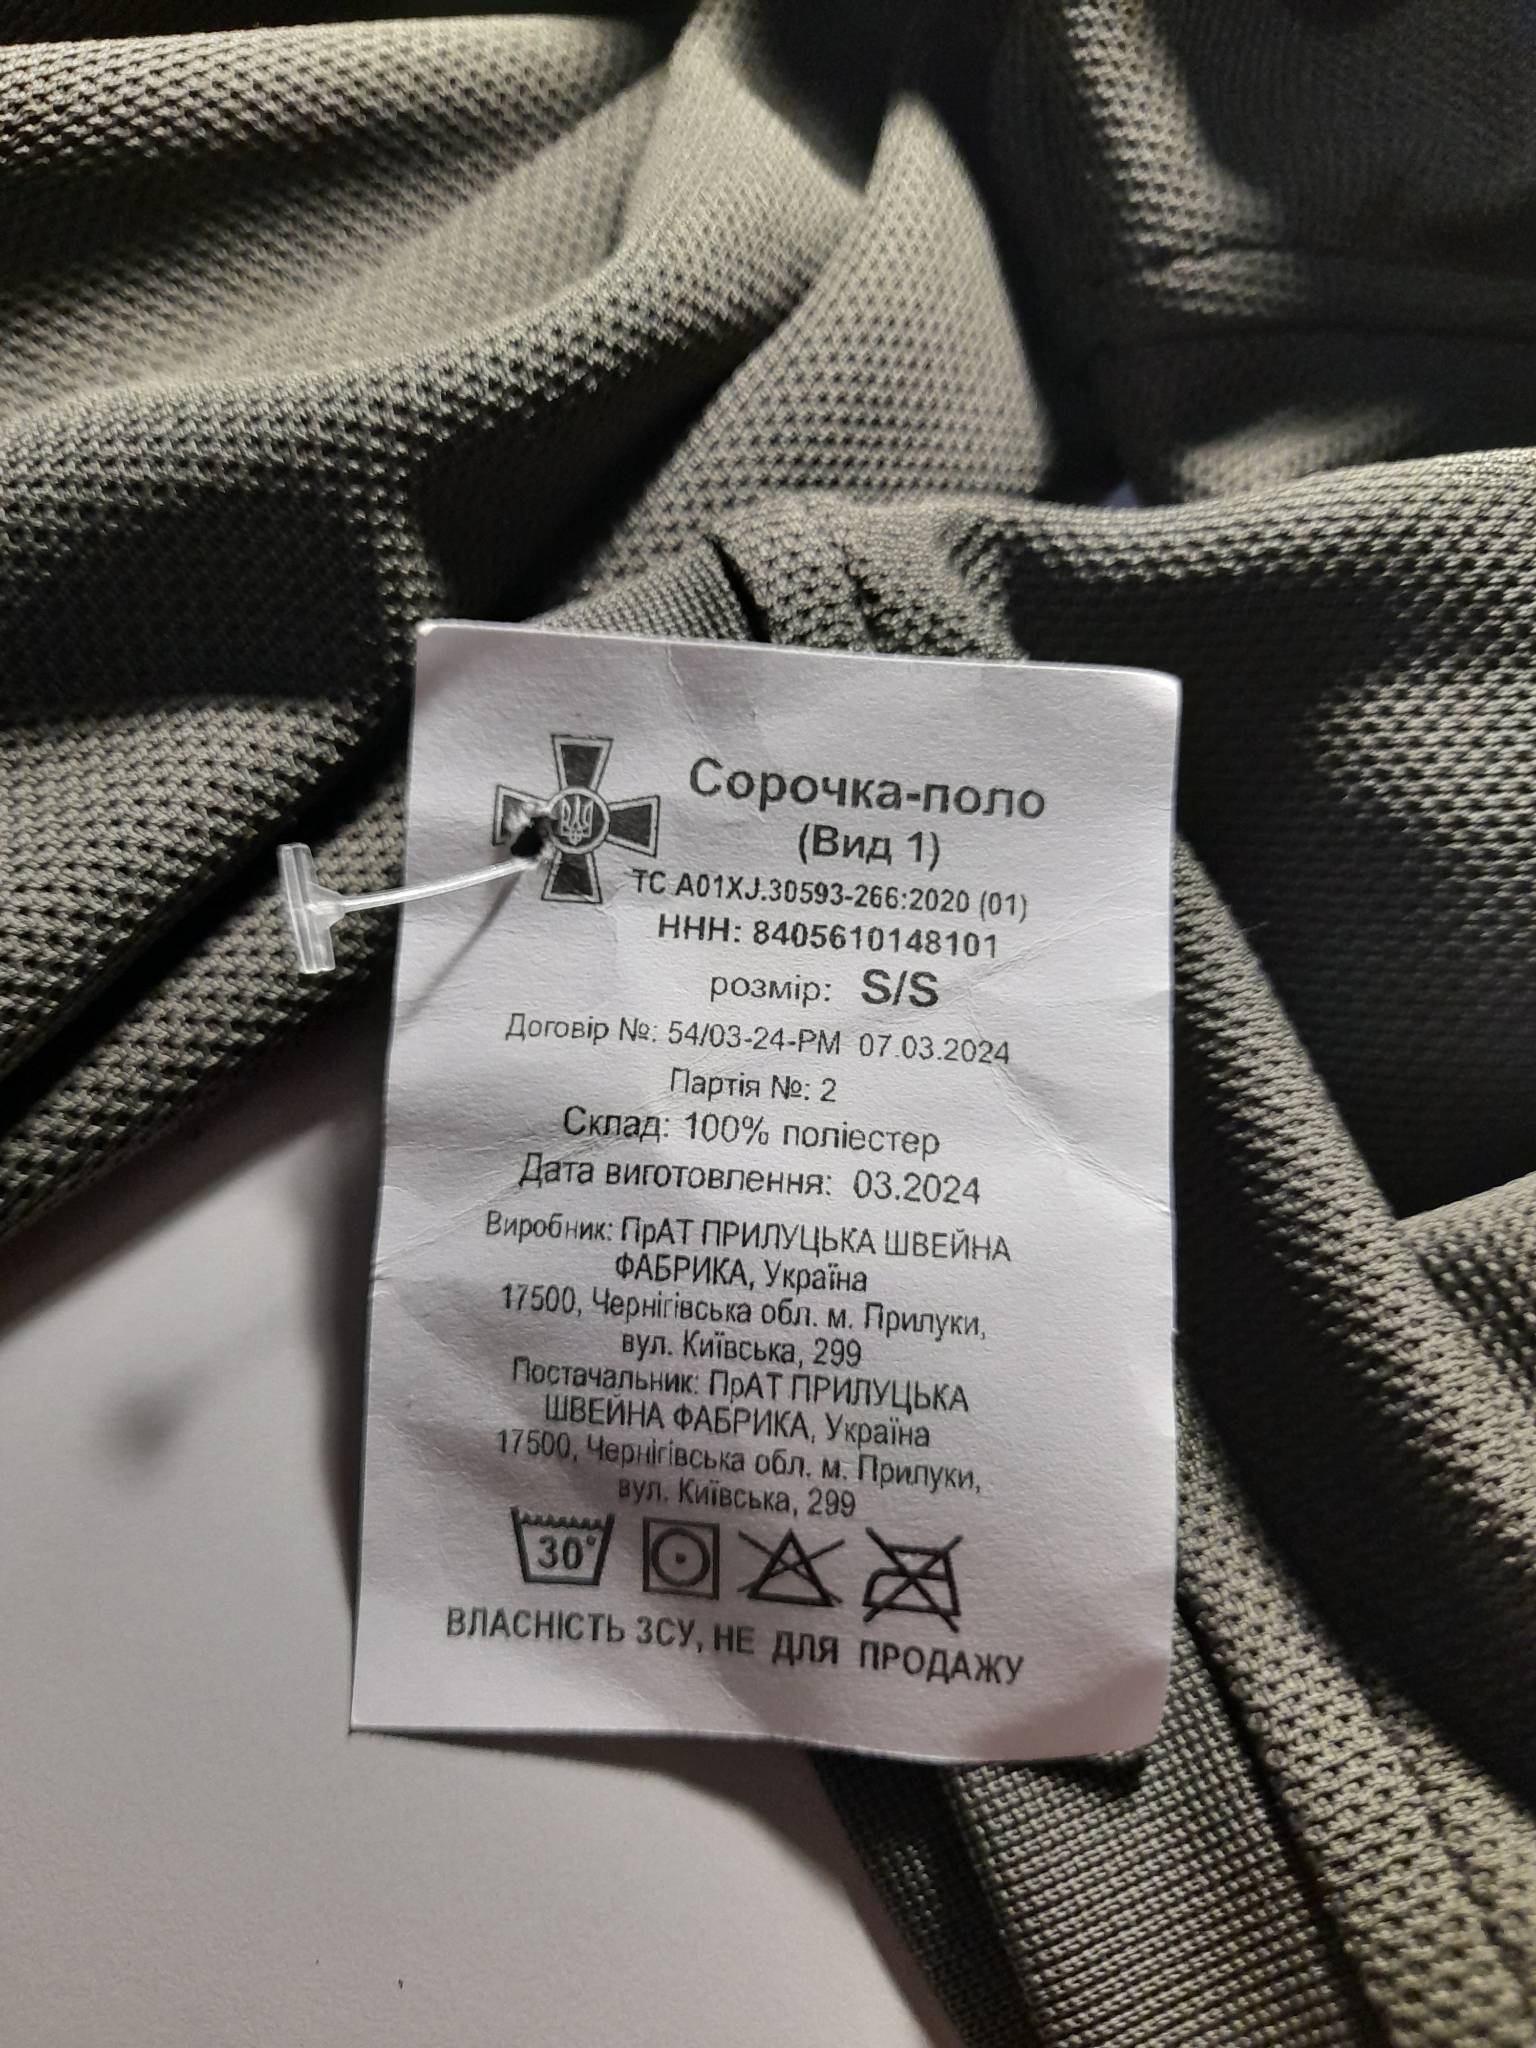 Сорочка-поло
(Вид 1)
ТС А01XJ.30593-266:2020 (01)
ННН: 8405610148101
розмір: S/S
Договір №: 54/03-24-РМ 07.03.2024
Партія №: 2
Склад: 100% поліестер
Дата виготовлення: 03.2024
Виробник: ПрАТ ПРИЛУЦЬКА ШВЕЙНА
ФАБРИКА, Україна
17500, Чернігівська обл. м. Прилуки,
вул. Київська, 299
Постачальник: ПрАТ ПРИЛУЦЬКА
ШВЕЙНА ФАБРИКА, Україна
17500, Чернігівська обл. м. Прилуки,
вул. Київська, 299
30°
ВЛАСНІСТЬ ЗСУ, НЕ ДЛЯ ПРОДАЖУ